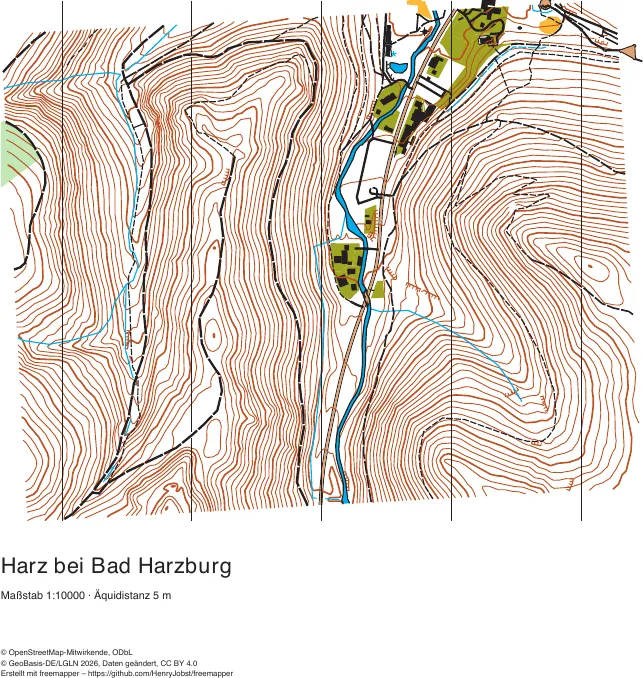 Harz bei Bad Harzburg
Maßstab 1:10000 · Äquidistanz 5 m
© OpenStreetMap-Mitwirkende, ODbL
© GeoBasis-DE/LGLN 2026, Daten geändert, CC BY 4.0
Erstellt mit freemapper – https://github.com/HenryJobst/freemapper